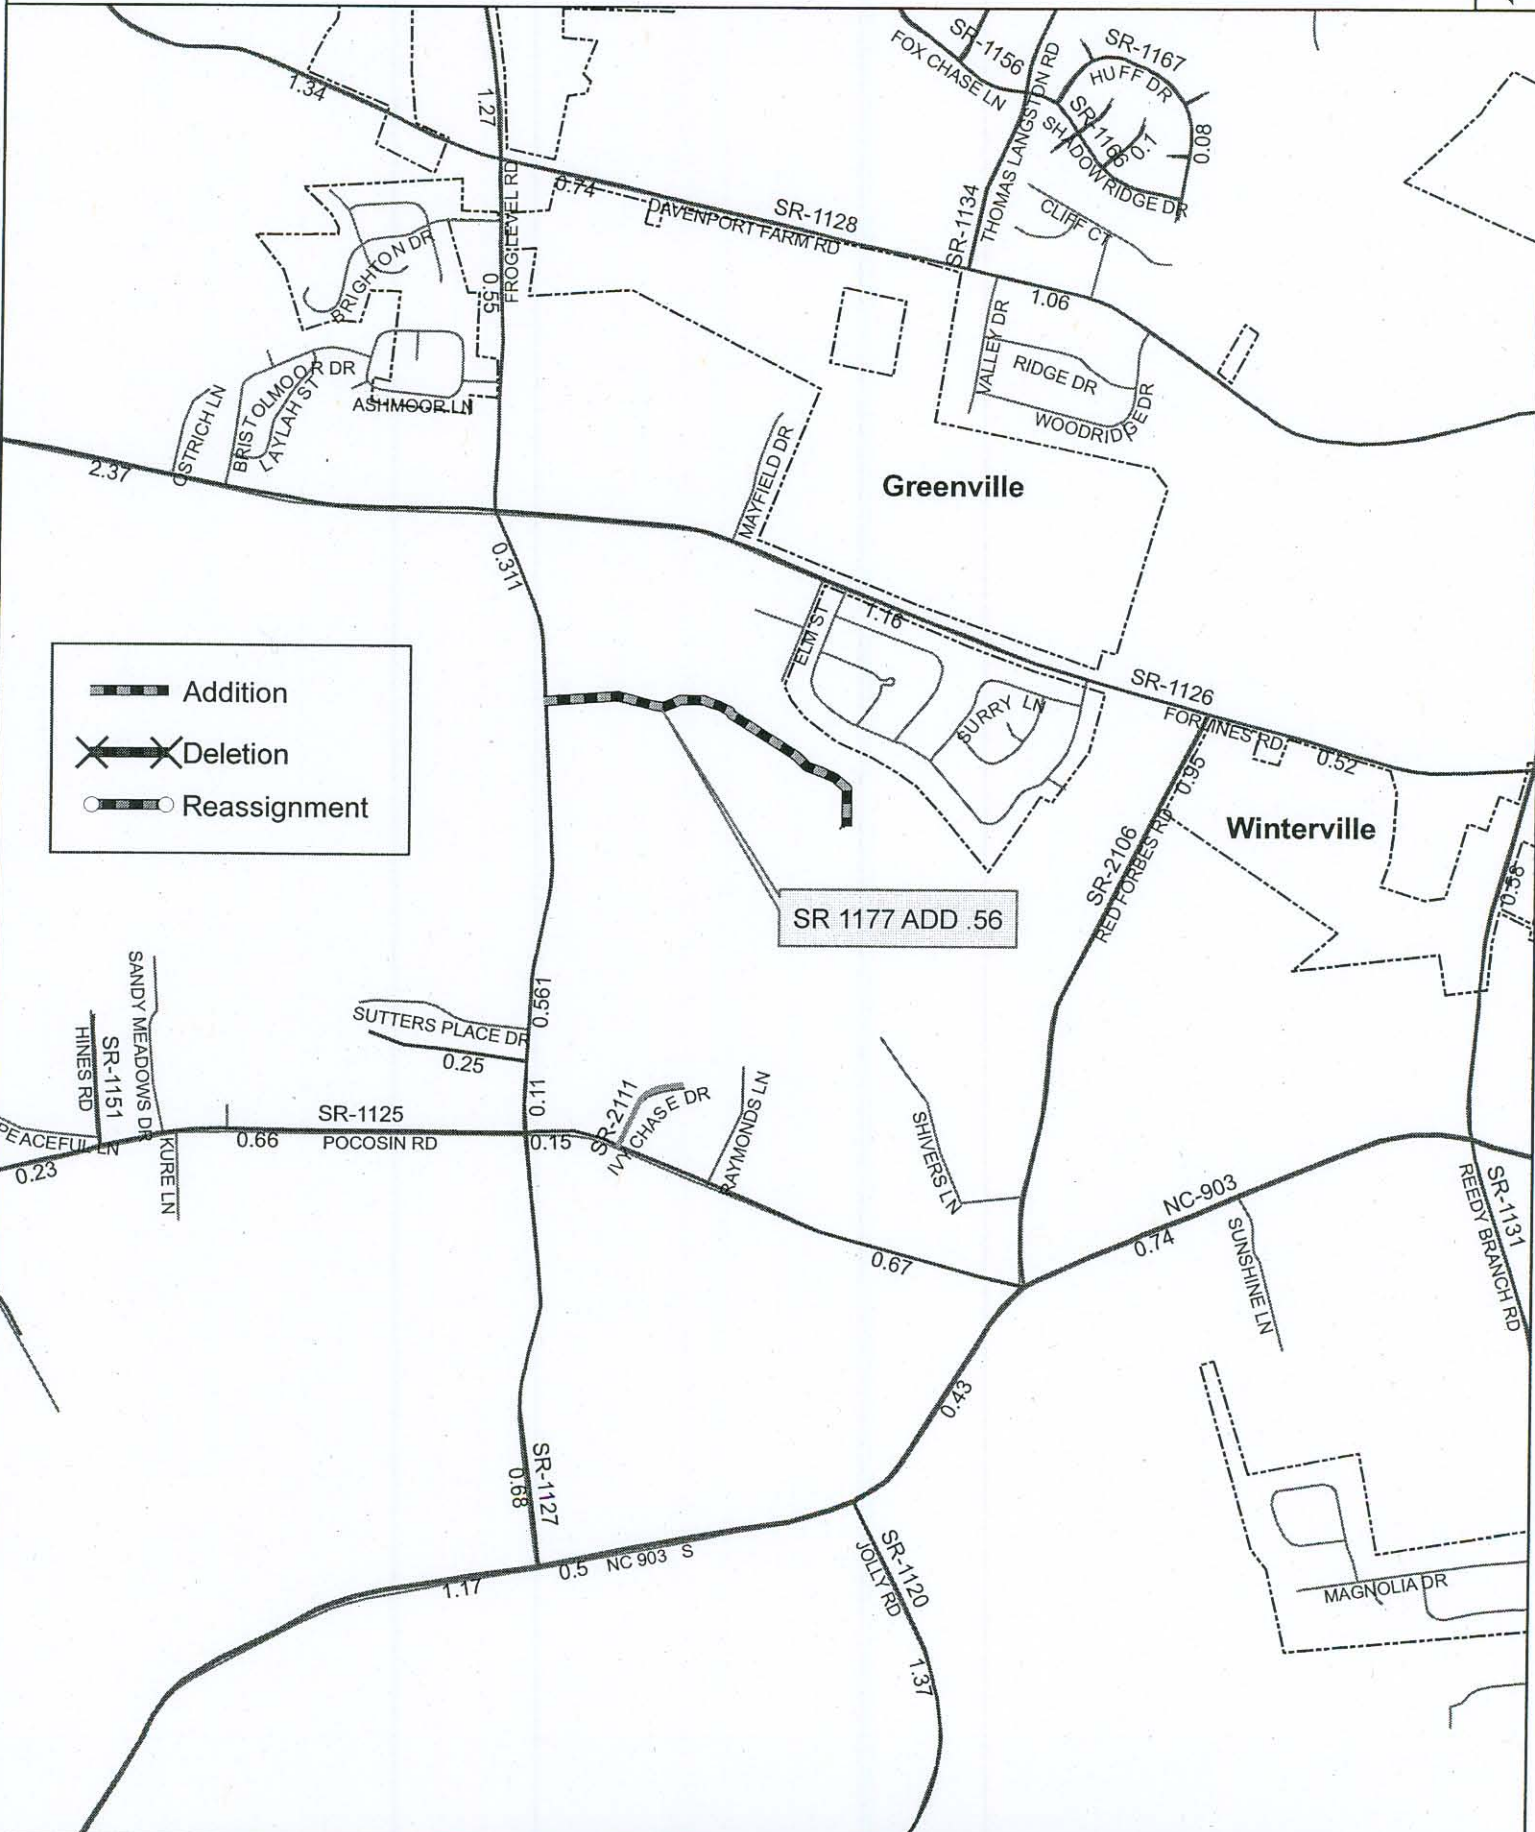 1.34
1.27
FOX CHASE LN
SR-1156
THOMAS LANGSTON RD
SR-1167
HUFF DR
SR-1166
0.1
0.08
SHADOWRIDGE DR
CLIFF CT
0.74
DAVENPORT FARM RD
SR-1128
SR-1134
FROG LEVEL RD
0.55
BRIGHTON DR
1.06
VALLEY DR
RIDGE DR
WOODRIDGE DR
OSTRICH LN
BRISTOLMOOR DR
LAYLAH ST
ASHMOOR LN
2.37
MAYFIELD DR
Greenville
0.311
ELM ST
1.16
SURRY LN
SR-1126
FORLINES RD
0.52
0.95
Addition
Deletion
Reassignment
SR-2106
RED FORBES RD
Winterville
0.58
SR 1177 ADD .56
SANDY MEADOWS DR
HINES RD
SR-1151
SUTTERS PLACE DR
0.25
0.561
0.11
PEACEFUL LN
0.23
KURE LN
SR-1125
0.66
POCOSIN RD
0.15
SR-2111
IVY CHASE DR
RAYMONDS LN
SHIVERS LN
0.67
NC-903
0.74
SUNSHINE LN
SR-1131
REEDY BRANCH RD
0.43
SR-1127
0.68
1.17
0.5
NC 903 S
SR-1120
JOLLY RD
1.37
MAGNOLIA DR